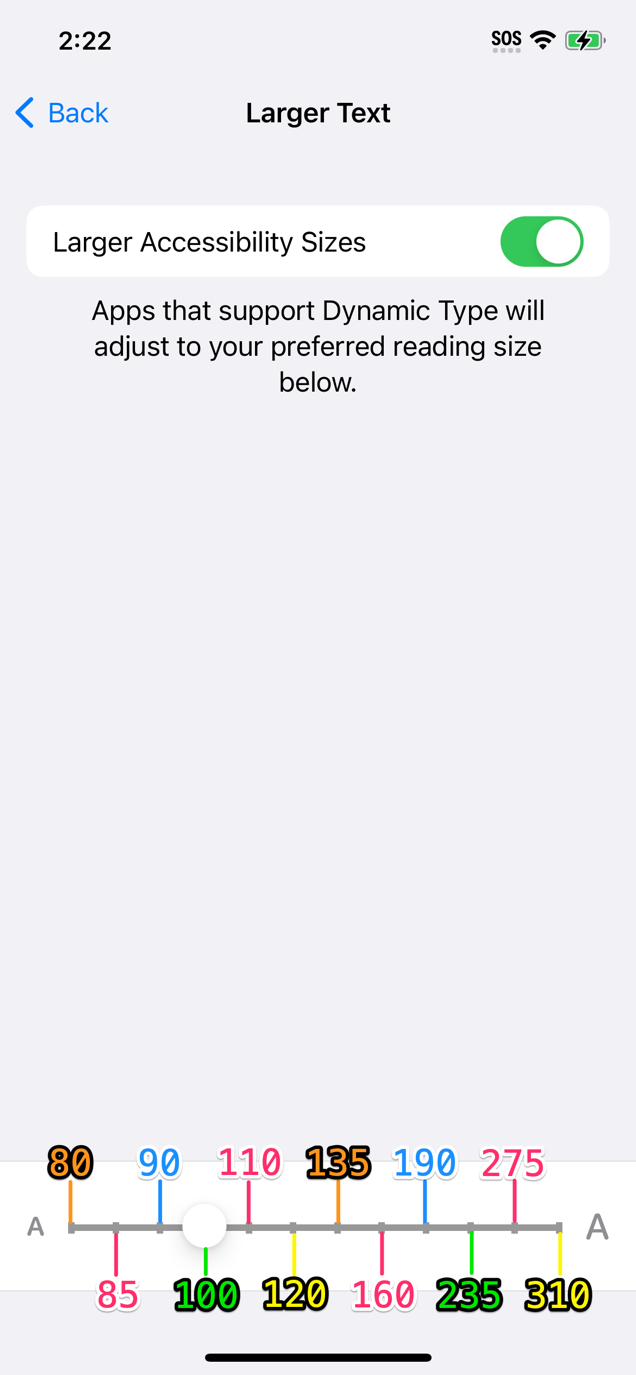 2:22
SOS
Back
Larger Text
Larger Accessibility Sizes
Apps that support Dynamic Type will
adjust to your preferred reading size
below.
80 90 110 135 190 275
A A
85 100 120 160 235 310